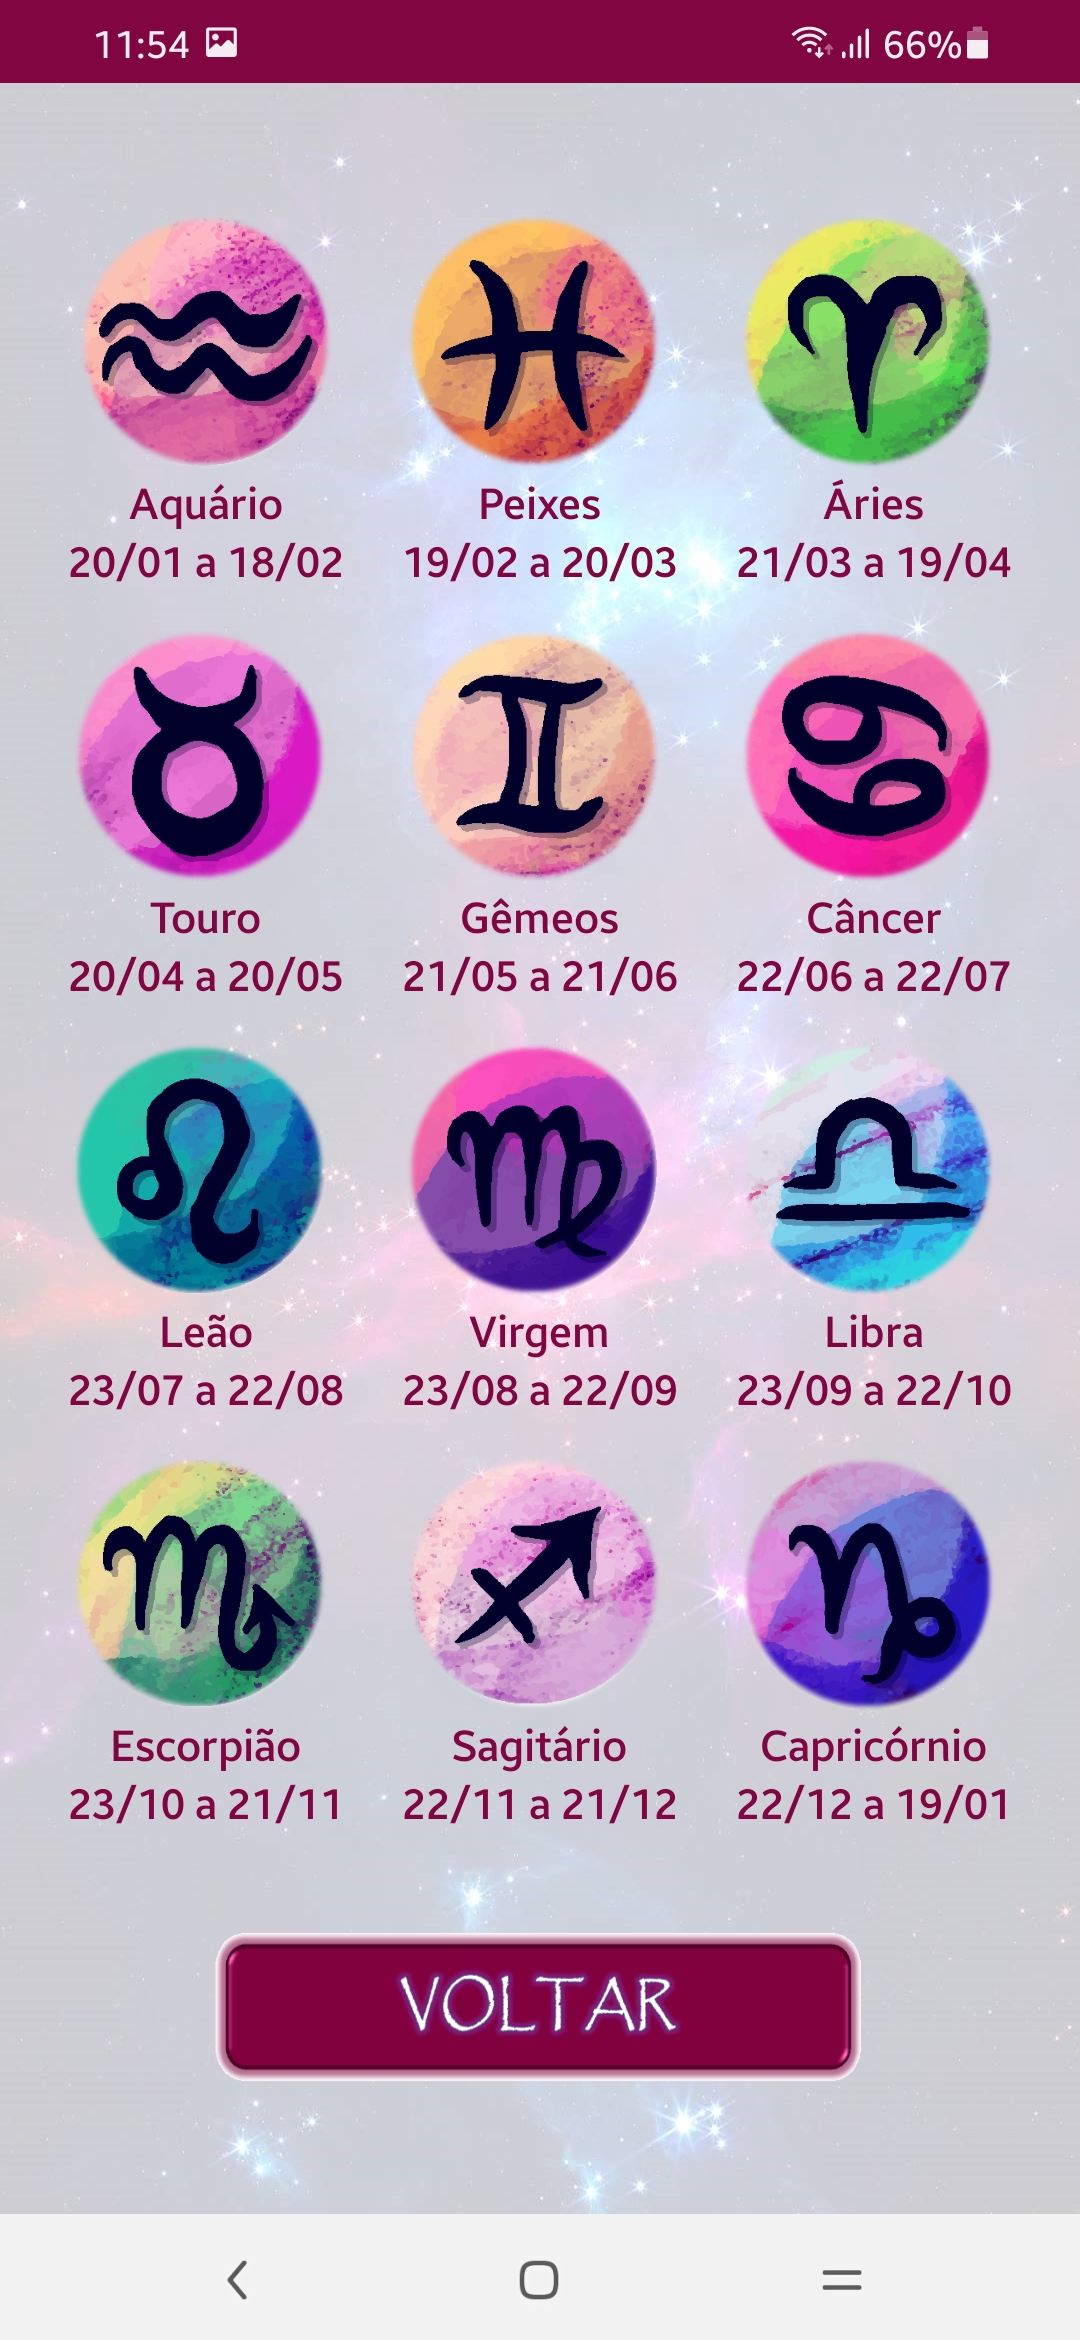 11:54 66%
Aquário Peixes Áries
20/01 a 18/02 19/02 a 20/03 21/03 a 19/04
Touro Gêmeos Câncer
20/04 a 20/05 21/05 a 21/06 22/06 a 22/07
Leão Virgem Libra
23/07 a 22/08 23/08 a 22/09 23/09 a 22/10
Escorpião Sagitário Capricórnio
23/10 a 21/11 22/11 a 21/12 22/12 a 19/01
VOLTAR